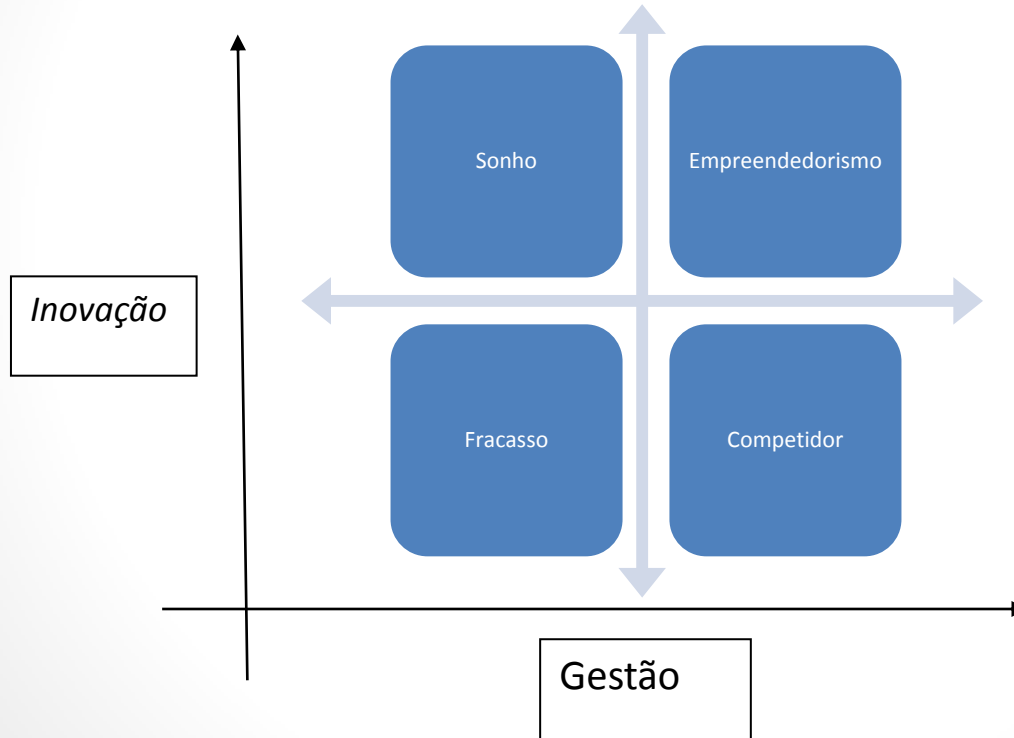 Sonho
Empreendedorismo
Inovação
Fracasso
Competidor
Gestão